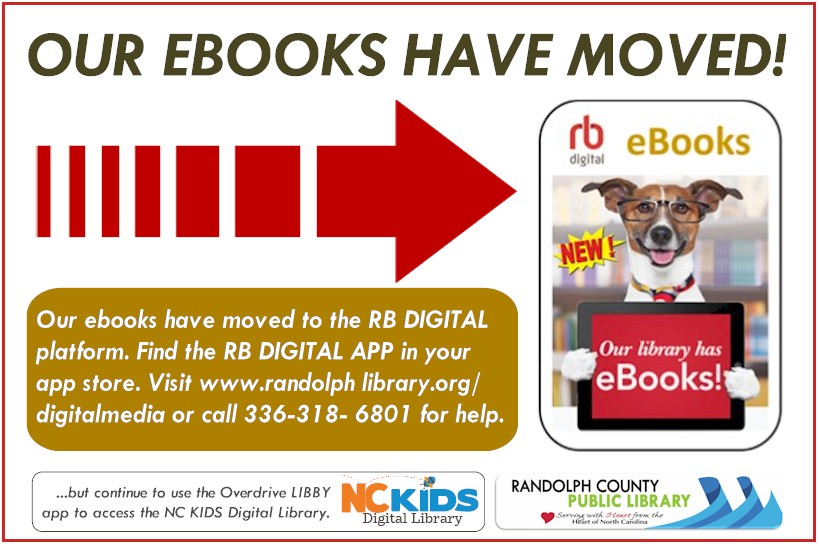 OUR EBOOKS HAVE MOVED!
rb
digital
eBooks
NEW!
Our library has
eBooks!
Our ebooks have moved to the RB DIGITAL
platform. Find the RB DIGITAL APP in your
app store. Visit www.randolph library.org/
digitalmedia or call 336-318- 6801 for help.
...but continue to use the Overdrive LIBBY
app to access the NC KIDS Digital Library.
NCKiDS
Digital Library
RANDOLPH COUNTY
PUBLIC LIBRARY
Serving with Heart from the
Heart of North Carolina